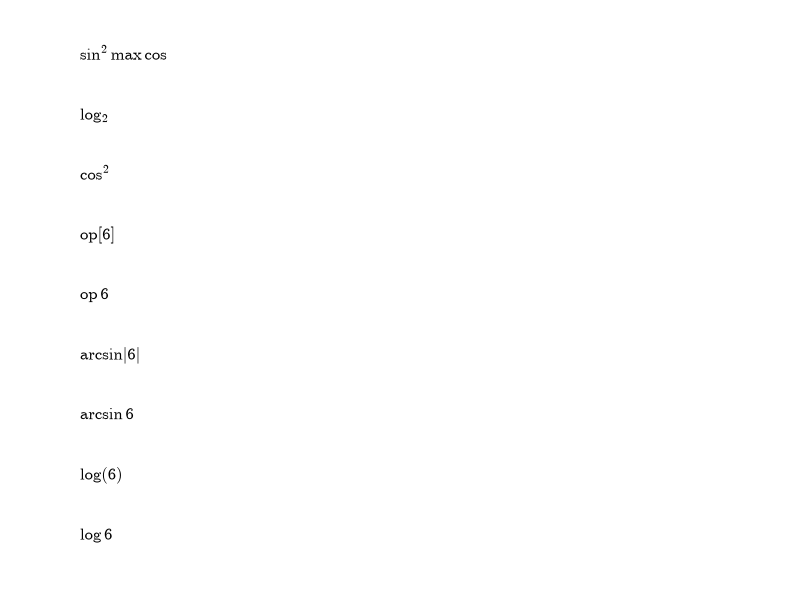 sin² max cos
log₂
cos²
op[6]
op 6
arcsin|6|
arcsin 6
log(6)
log 6